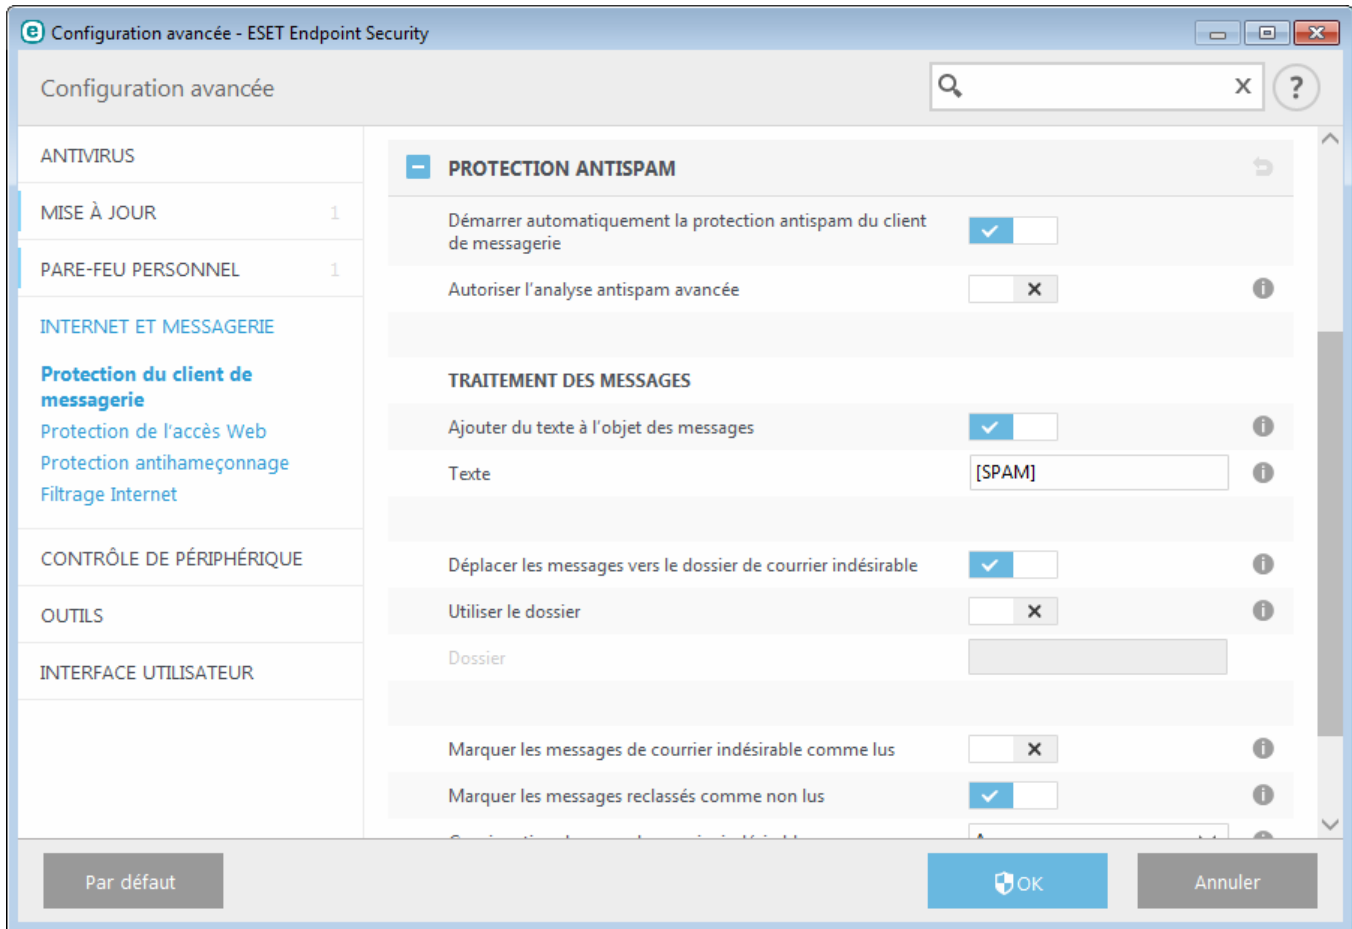 Configuration avancée - ESET Endpoint Security
Configuration avancée
ANTIVIRUS
MISE À JOUR 1
PARE-FEU PERSONNEL 1
INTERNET ET MESSAGERIE
Protection du client de
messagerie
Protection de l'accès Web
Protection antihameçonnage
Filtrage Internet
CONTRÔLE DE PÉRIPHÉRIQUE
OUTILS
INTERFACE UTILISATEUR
PROTECTION ANTISPAM
Démarrer automatiquement la protection antispam du client
de messagerie
Autoriser l'analyse antispam avancée
TRAITEMENT DES MESSAGES
Ajouter du texte à l'objet des messages
Texte [SPAM]
Déplacer les messages vers le dossier de courrier indésirable
Utiliser le dossier
Dossier
Marquer les messages de courrier indésirable comme lus
Marquer les messages reclassés comme non lus
Par défaut
OK
Annuler